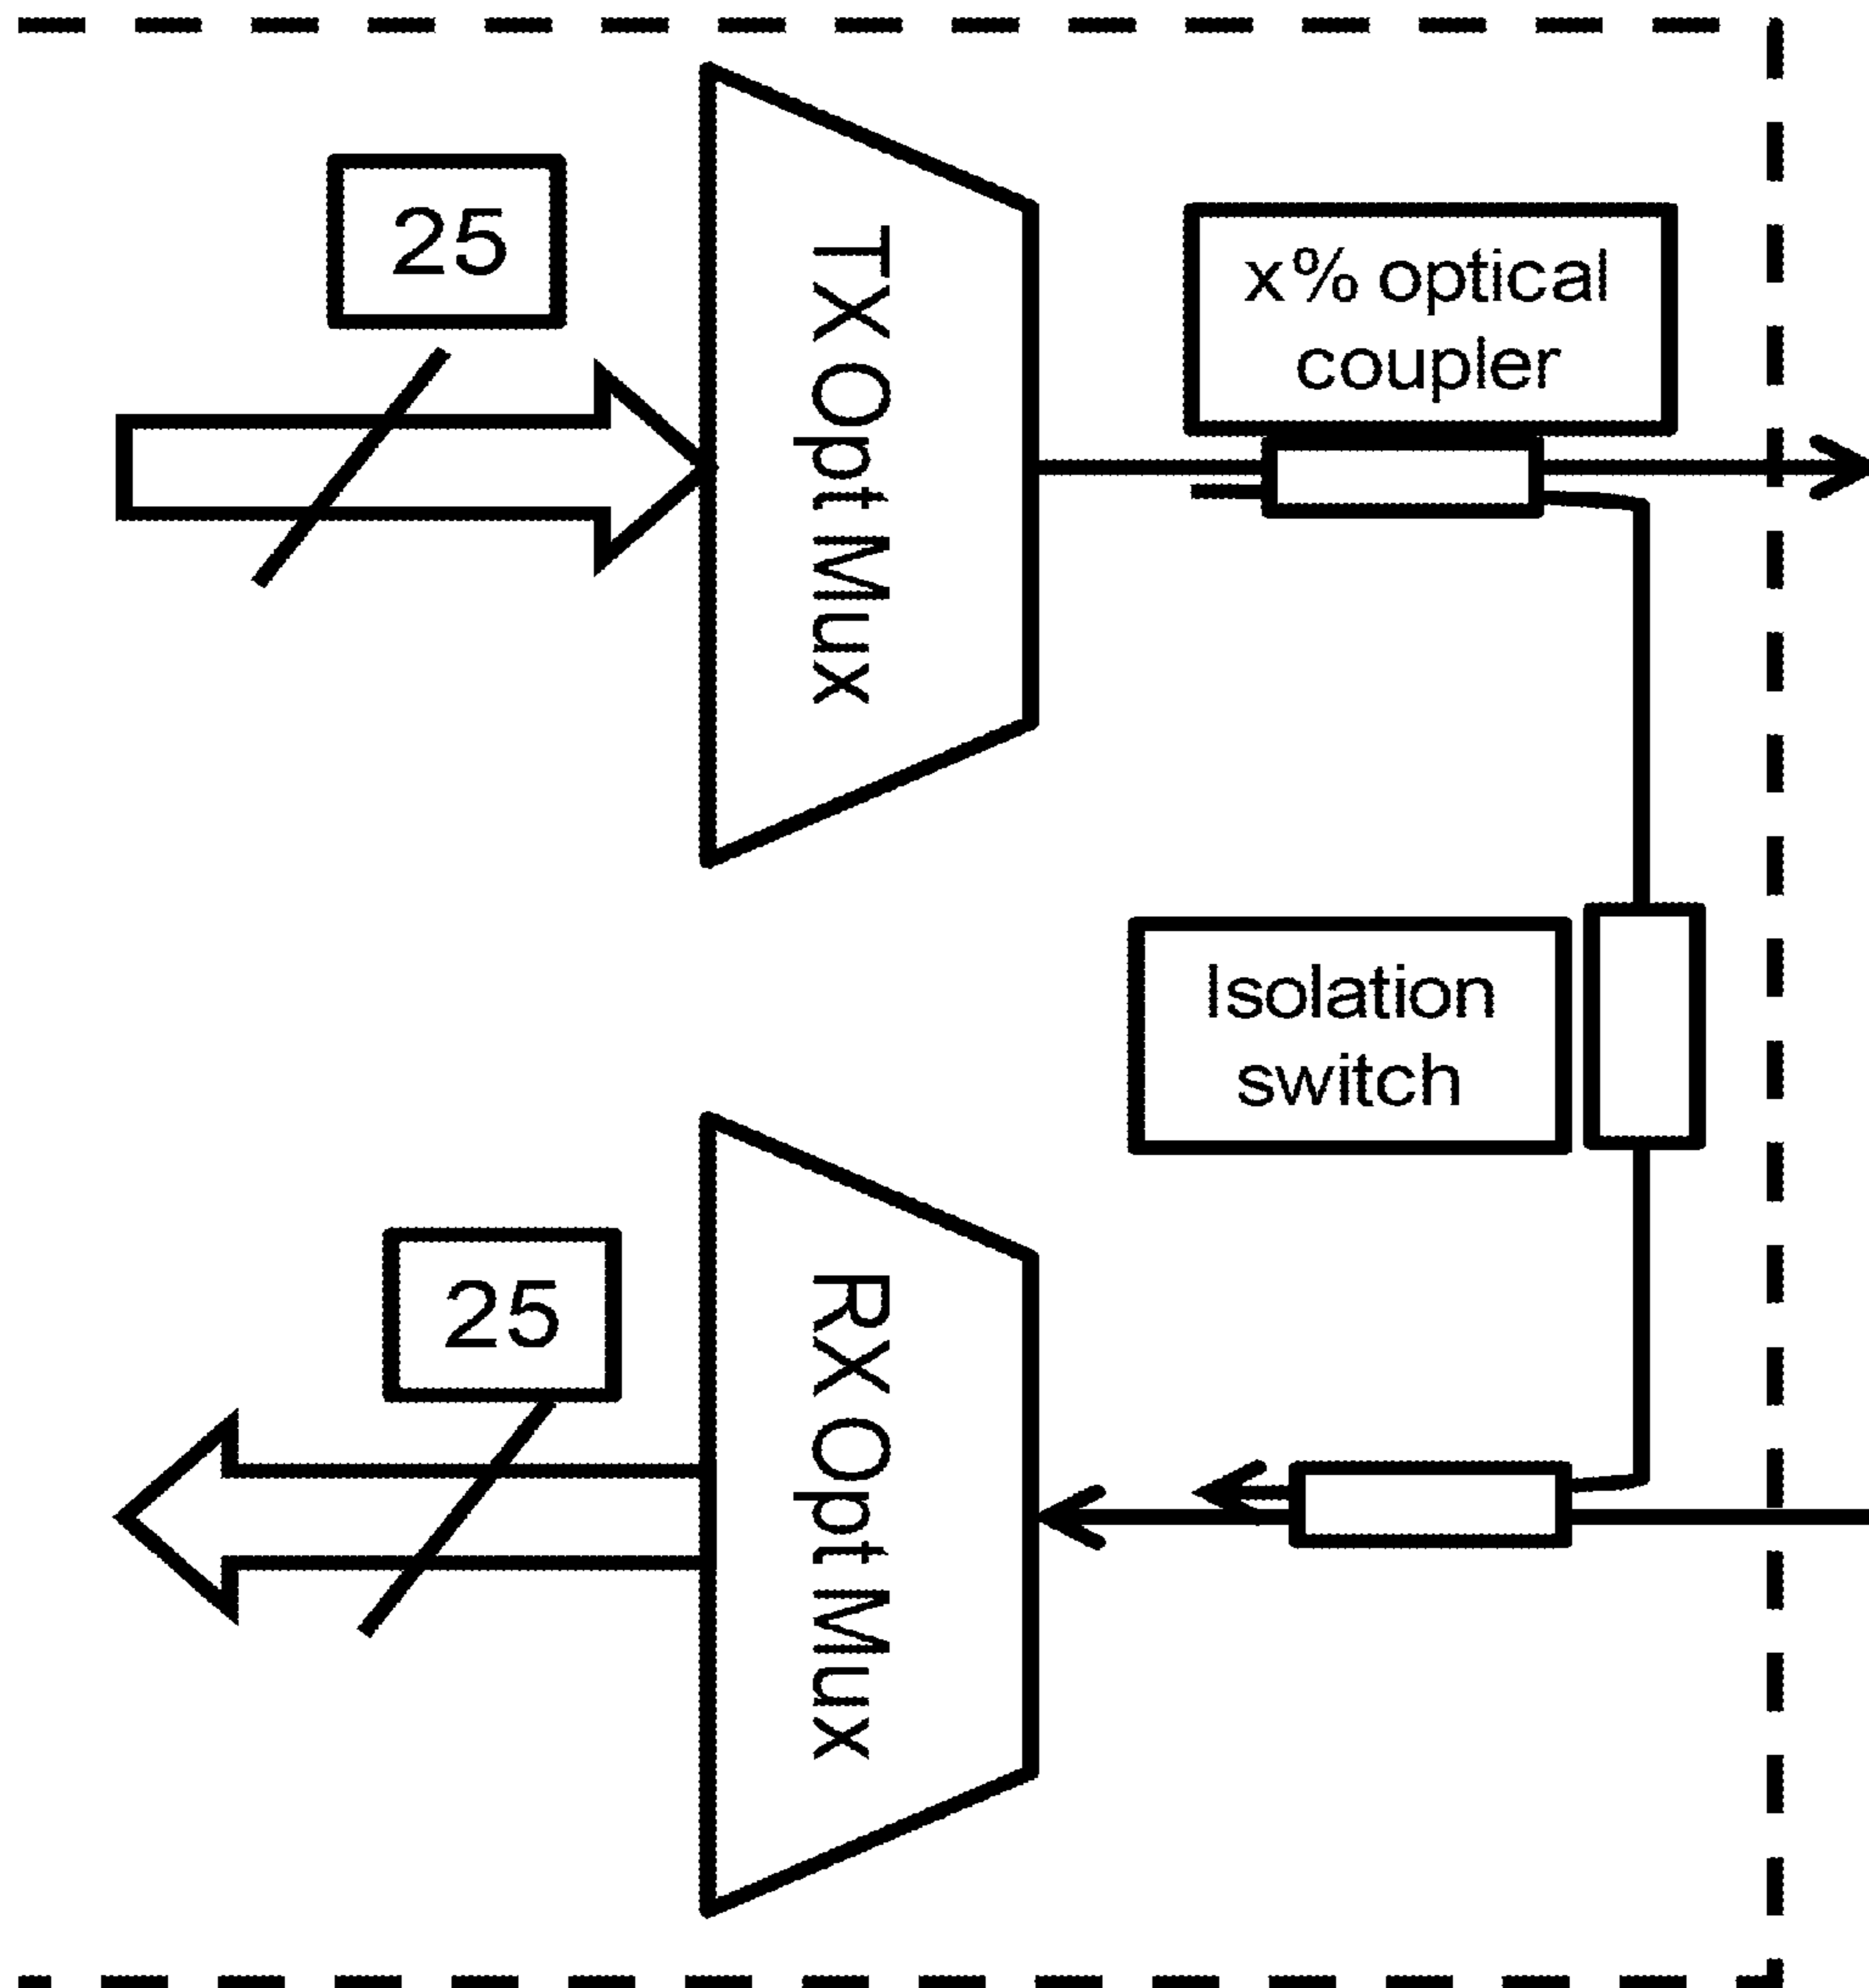 25
TX Opt Mux
x% optical
coupler
Isolation
switch
25
RX Opt Mux